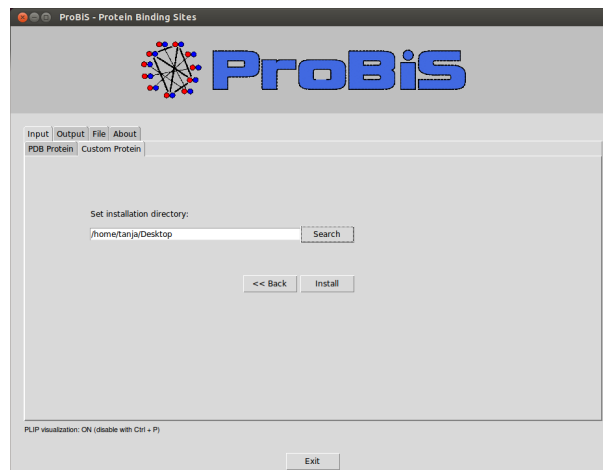 ProBiS - Protein Binding Sites
ProBiS
Input Output File About
PDB Protein Custom Protein
Set installation directory:
/home/tanja/Desktop Search
<< Back Install
PLIP visualization: ON (disable with Ctrl + P)
Exit